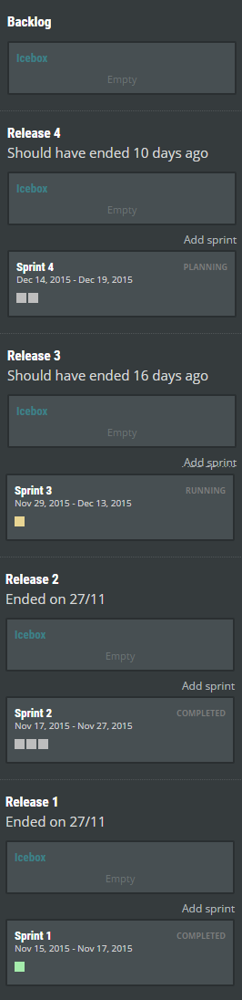 Backlog
Icebox
Empty
Release 4
Should have ended 10 days ago
Icebox
Empty
Add sprint
Sprint 4 PLANNING
Dec 14, 2015 - Dec 19, 2015
Release 3
Should have ended 16 days ago
Icebox
Empty
Add sprint
Sprint 3 RUNNING
Nov 29, 2015 - Dec 13, 2015
Release 2
Ended on 27/11
Icebox
Empty
Add sprint
Sprint 2 COMPLETED
Nov 17, 2015 - Nov 27, 2015
Release 1
Ended on 27/11
Icebox
Empty
Add sprint
Sprint 1 COMPLETED
Nov 15, 2015 - Nov 17, 2015